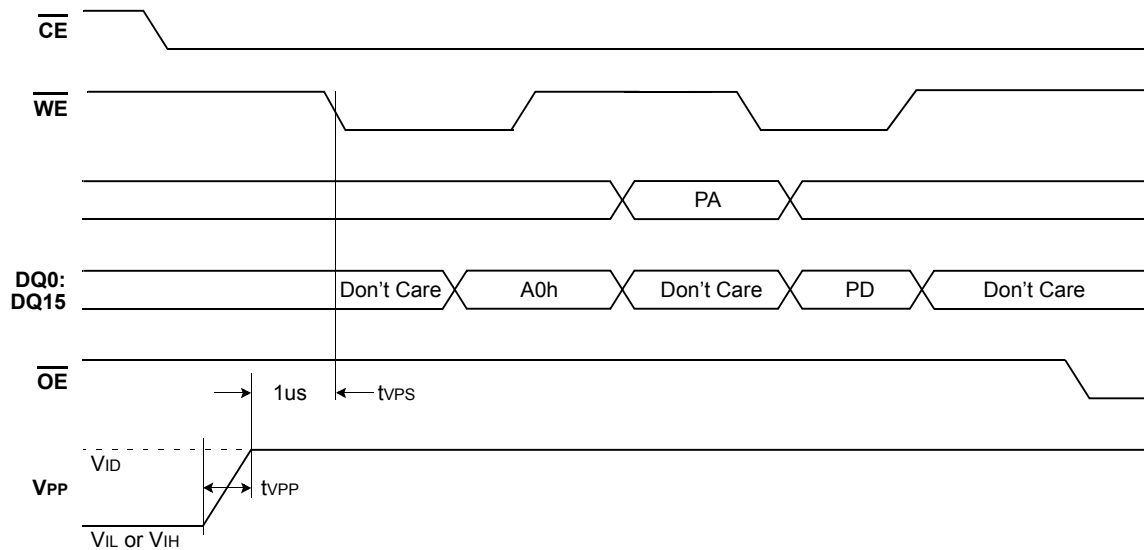 CE
WE
PA
DQ0:
DQ15
Don't Care
A0h
Don't Care
PD
Don't Care
OE
1us
tVPS
VID
VPP
tVPP
VIL or VIH